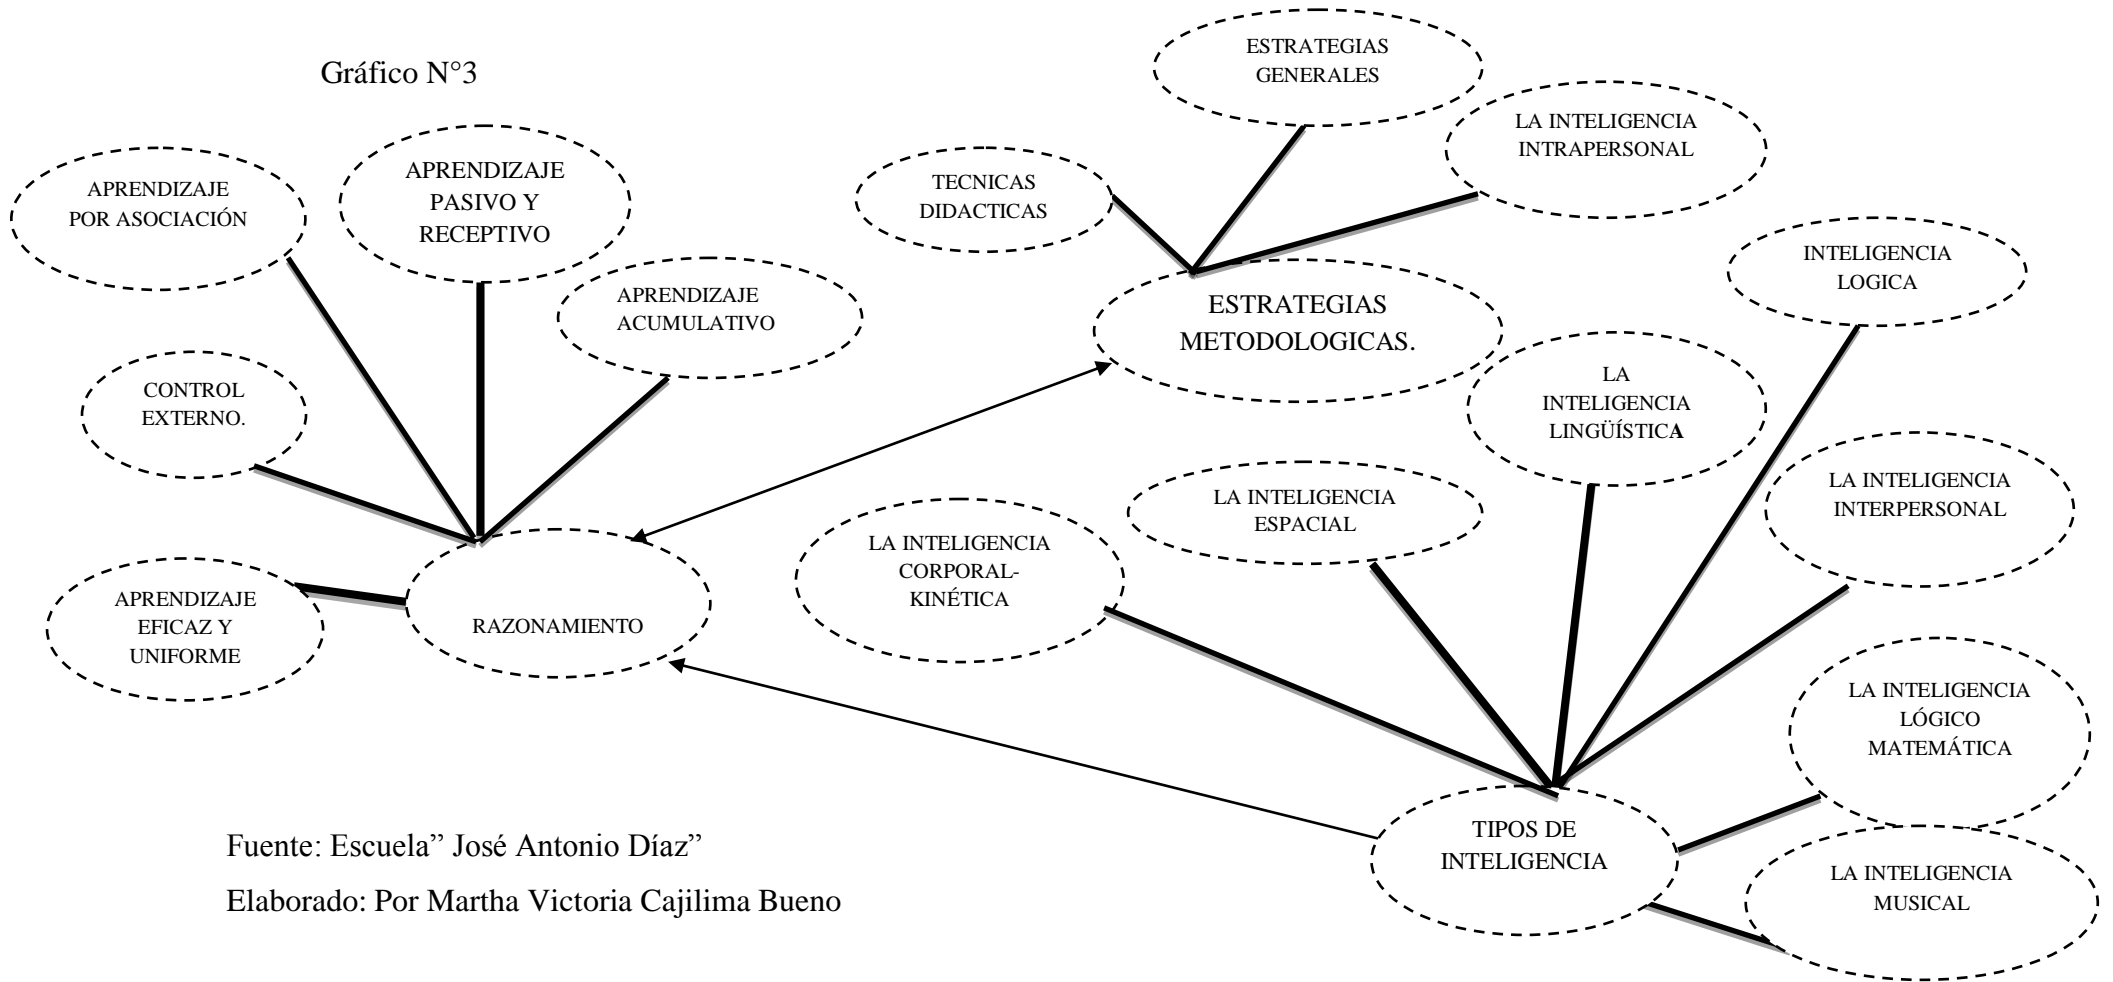 Gráfico N°3
APRENDIZAJE
POR ASOCIACIÓN
APRENDIZAJE
PASIVO Y
RECEPTIVO
APRENDIZAJE
ACUMULATIVO
CONTROL
EXTERNO.
APRENDIZAJE
EFICAZ Y
UNIFORME
RAZONAMIENTO
ESTRATEGIAS
GENERALES
LA INTELIGENCIA
INTRAPERSONAL
TECNICAS
DIDACTICAS
ESTRATEGIAS
METODOLOGICAS.
INTELIGENCIA
LOGICA
LA
INTELIGENCIA
LINGÜÍSTICA
LA INTELIGENCIA
ESPACIAL
LA INTELIGENCIA
INTERPERSONAL
LA INTELIGENCIA
CORPORAL-
KINÉTICA
LA INTELIGENCIA
LÓGICO
MATEMÁTICA
TIPOS DE
INTELIGENCIA
LA INTELIGENCIA
MUSICAL
Fuente: Escuela” José Antonio Díaz”
Elaborado: Por Martha Victoria Cajilima Bueno